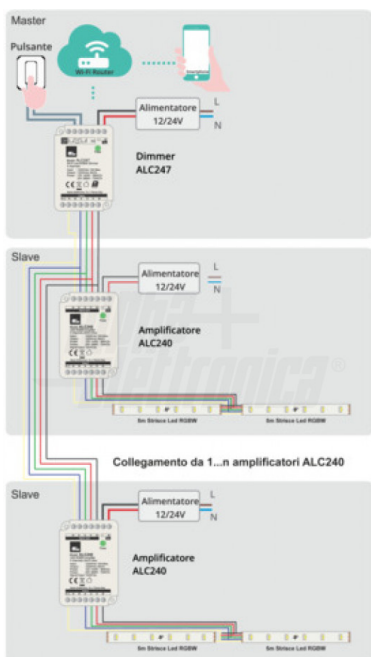 Master
Pulsante
Wi-Fi Router
Smartphone
Alimentatore
12/24V
L
N
Dimmer
ALC247
Slave
Alimentatore
12/24V
L
N
Amplificatore
ALC240
5m Strisce Led RGBW
5m Strisce Led RGBW
Collegamento da 1...n amplificatori ALC240
Slave
Alimentatore
12/24V
L
N
Amplificatore
ALC240
5m Strisce Led RGBW
5m Strisce Led RGBW